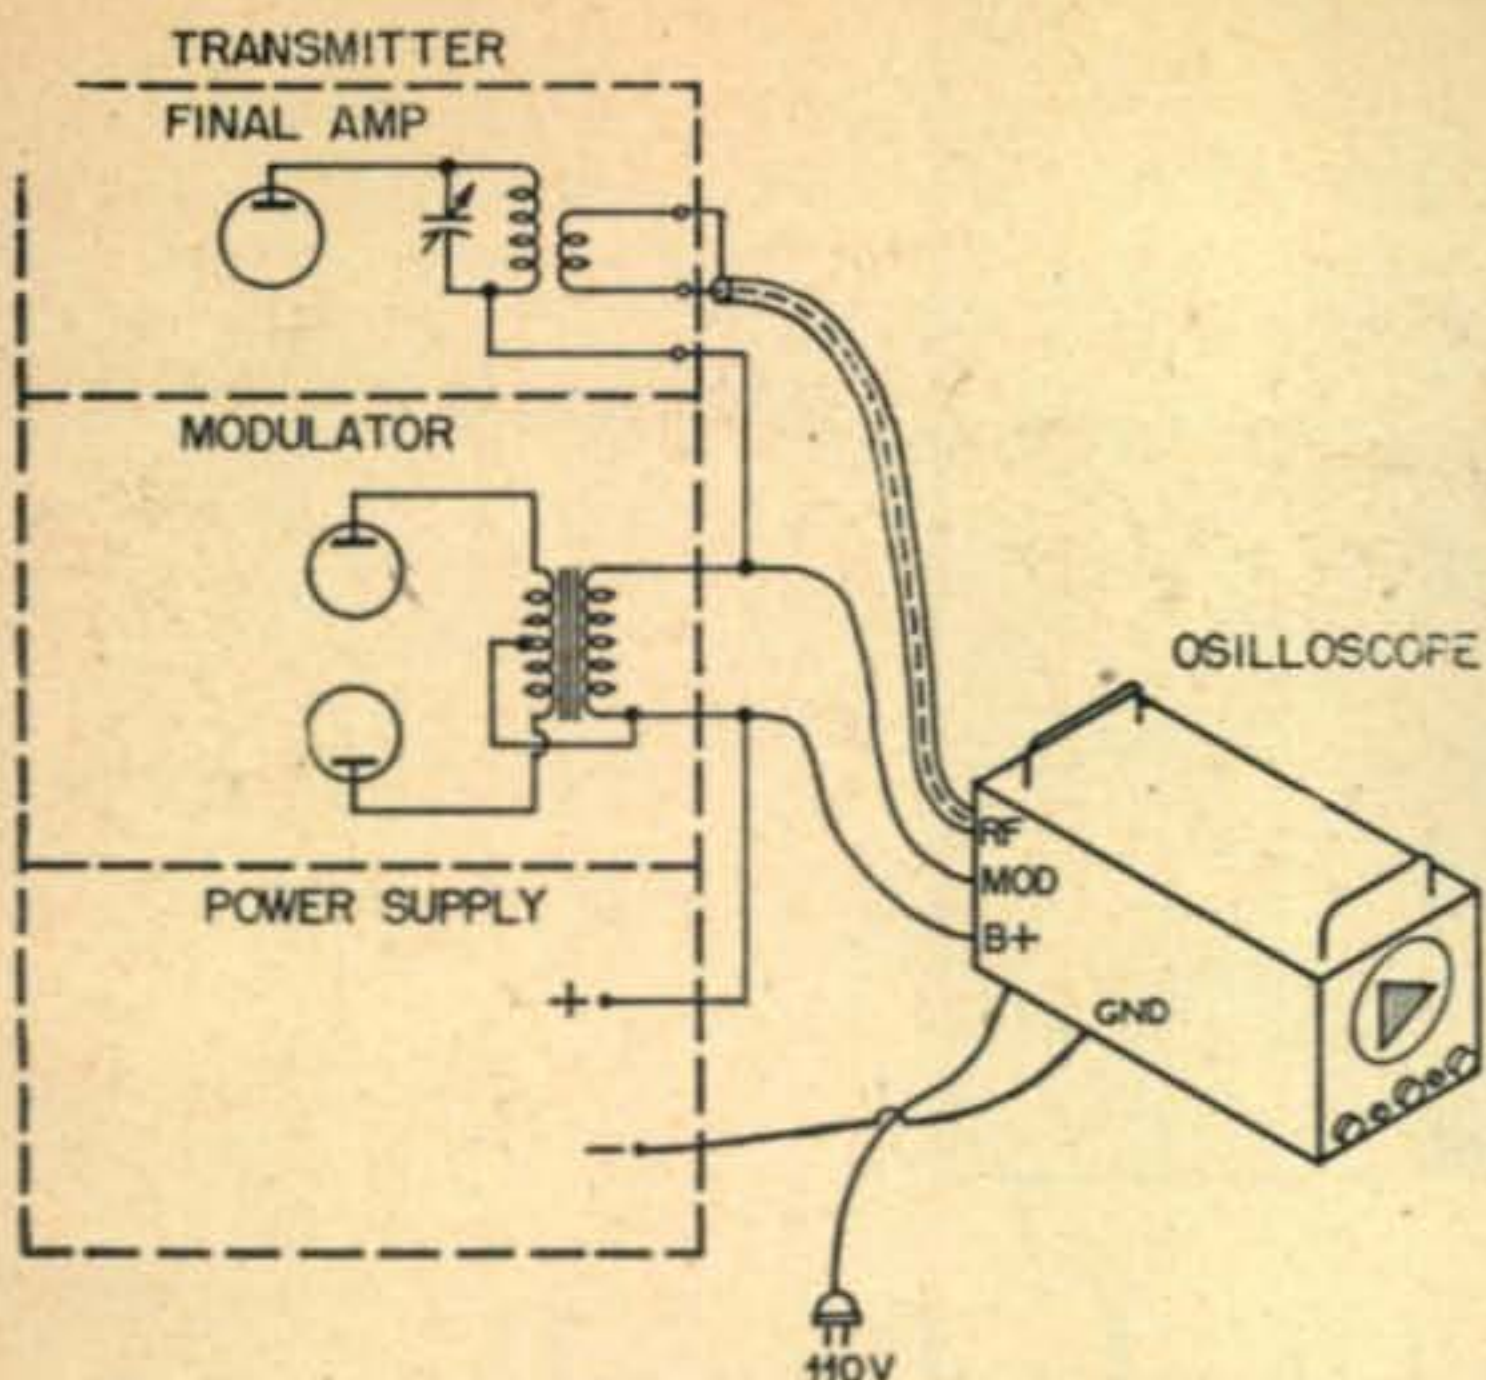 TRANSMITTER
FINAL AMP
MODULATOR
OSILLOSCOPE
RF
MOD
POWER SUPPLY
B+
+
GND
−
110V